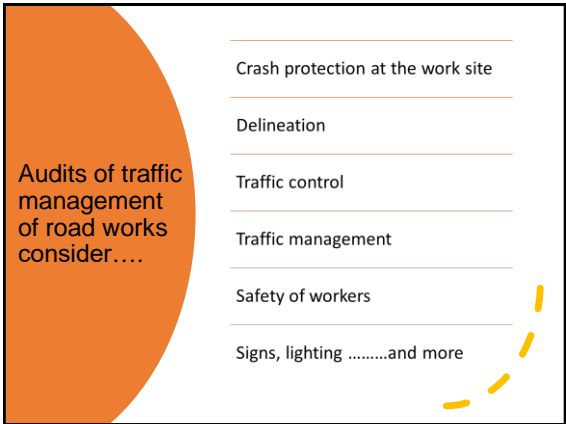 Audits of traffic
management
of road works
consider….
Crash protection at the work site
Delineation
Traffic control
Traffic management
Safety of workers
Signs, lighting ………and more